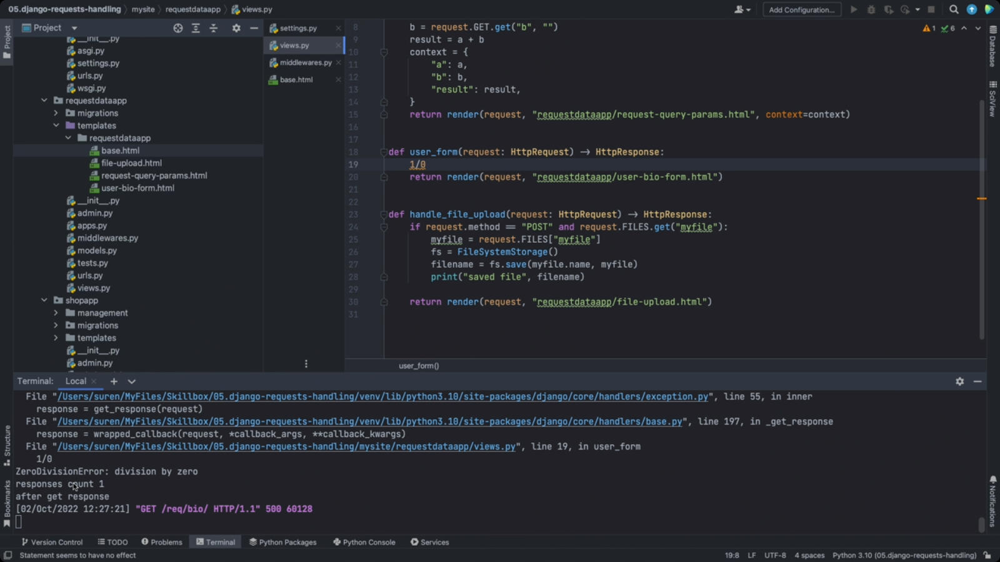 05.django-requests-handling
mysite
requestdataapp
views.py
Add Configuration...
Project
Project
__init__.py
asgi.py
settings.py
urls.py
wsgi.py
requestdataapp
migrations
templates
requestdataapp
base.html
file-upload.html
request-query-params.html
user-bio-form.html
__init__.py
admin.py
apps.py
middlewares.py
models.py
tests.py
urls.py
views.py
shopapp
management
migrations
templates
__init__.py
admin.py
settings.py
views.py
middlewares.py
base.html
8 b = request.GET.get("b", "")
9 result = a + b
10 context = {
11 "a": a,
12 "b": b,
13 "result": result,
14 }
15 return render(request, "requestdataapp/request-query-params.html", context=context)
16
17
18 def user_form(request: HttpRequest) -> HttpResponse:
19 1/0
20 return render(request, "requestdataapp/user-bio-form.html")
21
22
23 def handle_file_upload(request: HttpRequest) -> HttpResponse:
24 if request.method == "POST" and request.FILES.get("myfile"):
25 myfile = request.FILES["myfile"]
26 fs = FileSystemStorage()
27 filename = fs.save(myfile.name, myfile)
28 print("saved file", filename)
29
30 return render(request, "requestdataapp/file-upload.html")
31
1 6
Database
SciView
Notifications
user_form()
Structure
Bookmarks
Terminal: Local
File "/Users/suren/MyFiles/Skillbox/05.django-requests-handling/venv/lib/python3.10/site-packages/django/core/handlers/exception.py", line 55, in inner
response = get_response(request)
File "/Users/suren/MyFiles/Skillbox/05.django-requests-handling/venv/lib/python3.10/site-packages/django/core/handlers/base.py", line 197, in _get_response
response = wrapped_callback(request, *callback_args, **callback_kwargs)
File "/Users/suren/MyFiles/Skillbox/05.django-requests-handling/mysite/requestdataapp/views.py", line 19, in user_form
1/0
ZeroDivisionError: division by zero
responses count 1
after get response
[02/Oct/2022 12:27:21] "GET /req/bio/ HTTP/1.1" 500 60128
Version Control
TODO
Problems
Terminal
Python Packages
Python Console
Services
Statement seems to have no effect
19:8 LF UTF-8 4 spaces Python 3.10 (05.django-requests-handling)